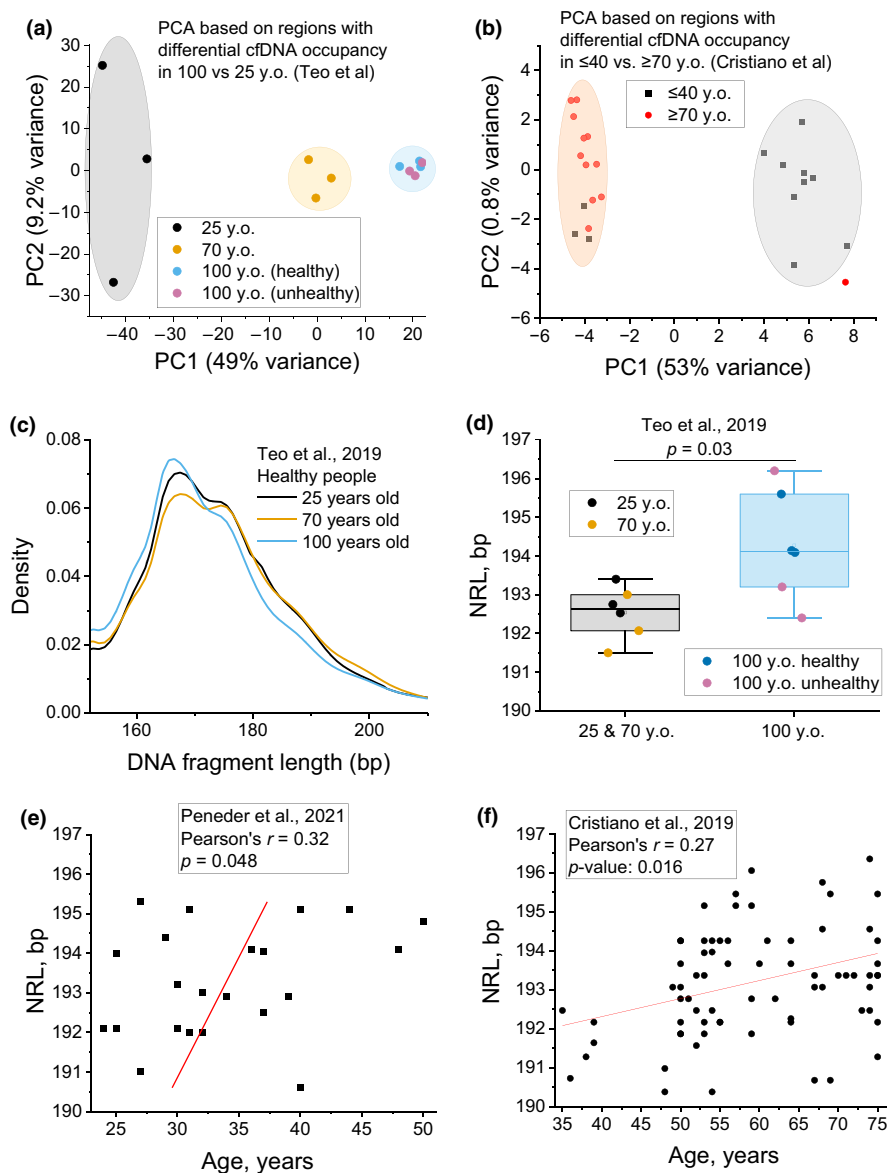 (a)
PCA based on regions with
differential cfDNA occupancy
in 100 vs 25 y.o. (Teo et al)
30
20
10
0
−10
−20
−30
PC2 (9.2% variance)
25 y.o.
70 y.o.
100 y.o. (healthy)
100 y.o. (unhealthy)
−40 −30 −20 −10 0 10 20
PC1 (49% variance)
(b)
PCA based on regions with
differential cfDNA occupancy
in ≤40 vs. ≥70 y.o. (Cristiano et al)
≤40 y.o.
≥70 y.o.
4
2
0
−2
−4
−6
PC2 (0.8% variance)
−6 −4 −2 0 2 4 6 8
PC1 (53% variance)
(c)
Teo et al., 2019
Healthy people
25 years old
70 years old
100 years old
0.08
0.06
0.04
0.02
0.00
Density
160 180 200
DNA fragment length (bp)
(d)
Teo et al., 2019
p = 0.03
25 y.o.
70 y.o.
100 y.o. healthy
100 y.o. unhealthy
197
196
195
194
193
192
191
190
NRL, bp
25 & 70 y.o. 100 y.o.
(e)
Peneder et al., 2021
Pearson's r = 0.32
p = 0.048
197
196
195
194
193
192
191
190
NRL, bp
25 30 35 40 45 50
Age, years
(f)
Cristiano et al., 2019
Pearson's r = 0.27
p-value: 0.016
197
196
195
194
193
192
191
190
NRL, bp
35 40 45 50 55 60 65 70 75
Age, years